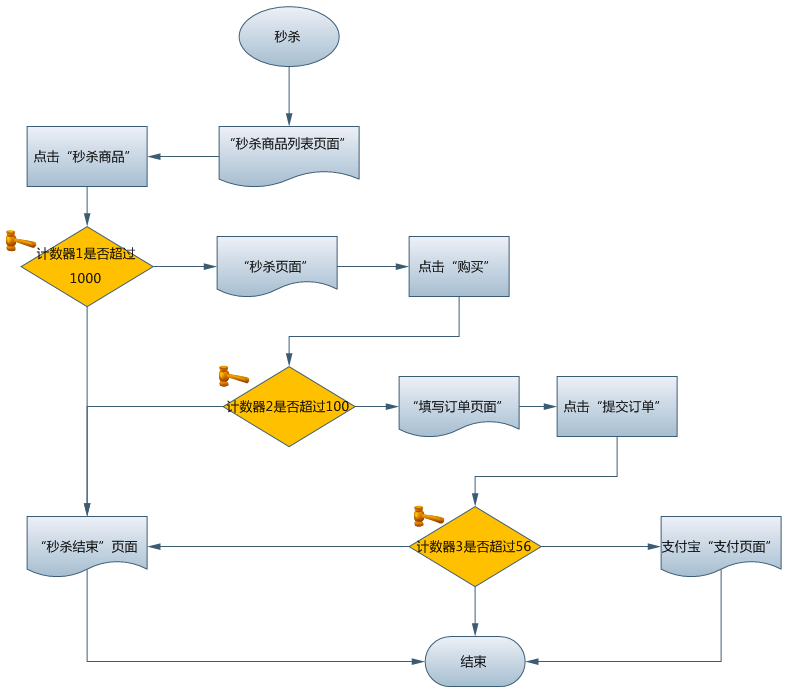 秒杀
“秒杀商品列表页面”
点击“秒杀商品”
计数器1是否超过
1000
“秒杀页面”
点击“购买”
计数器2是否超过100
“填写订单页面”
点击“提交订单”
“秒杀结束”页面
计数器3是否超过56
支付宝“支付页面”
结束